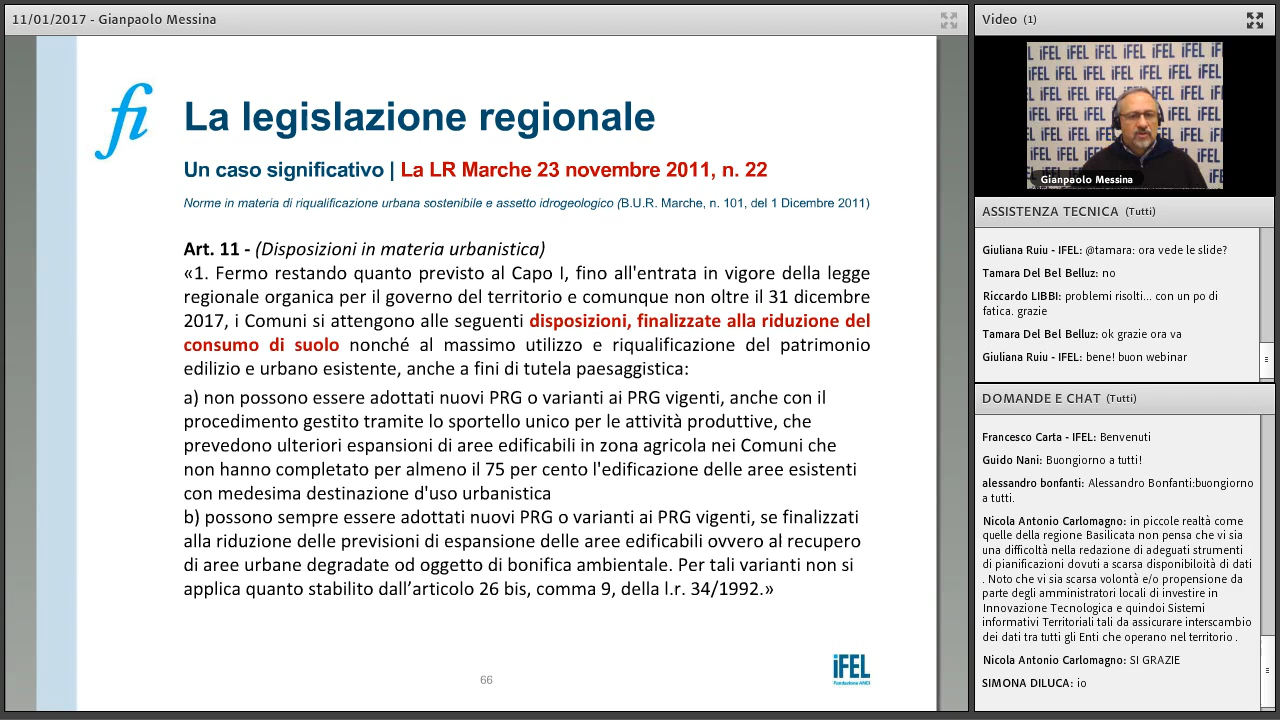 11/01/2017 - Gianpaolo Messina
fi
La legislazione regionale
Un caso significativo | La LR Marche 23 novembre 2011, n. 22
Norme in materia di riqualificazione urbana sostenibile e assetto idrogeologico (B.U.R. Marche, n. 101, del 1 Dicembre 2011)
Art. 11 - (Disposizioni in materia urbanistica)
«1. Fermo restando quanto previsto al Capo I, fino all'entrata in vigore della legge
regionale organica per il governo del territorio e comunque non oltre il 31 dicembre
2017, i Comuni si attengono alle seguenti disposizioni, finalizzate alla riduzione del
consumo di suolo nonché al massimo utilizzo e riqualificazione del patrimonio
edilizio e urbano esistente, anche a fini di tutela paesaggistica:
a) non possono essere adottati nuovi PRG o varianti ai PRG vigenti, anche con il
procedimento gestito tramite lo sportello unico per le attività produttive, che
prevedono ulteriori espansioni di aree edificabili in zona agricola nei Comuni che
non hanno completato per almeno il 75 per cento l'edificazione delle aree esistenti
con medesima destinazione d'uso urbanistica
b) possono sempre essere adottati nuovi PRG o varianti ai PRG vigenti, se finalizzati
alla riduzione delle previsioni di espansione delle aree edificabili ovvero al recupero
di aree urbane degradate od oggetto di bonifica ambientale. Per tali varianti non si
applica quanto stabilito dall’articolo 26 bis, comma 9, della l.r. 34/1992.»
66
iFEL
Fondazione ANCI
Video (1)
iFEL
Gianpaolo Messina
ASSISTENZA TECNICA (Tutti)
Giuliana Ruiu - IFEL: @tamara: ora vede le slide?
Tamara Del Bel Belluz: no
Riccardo LIBBI: problemi risolti... con un po di
fatica. grazie
Tamara Del Bel Belluz: ok grazie ora va
Giuliana Ruiu - IFEL: bene! buon webinar
DOMANDE E CHAT (Tutti)
Francesco Carta - IFEL: Benvenuti
Guido Nani: Buongiorno a tutti!
alessandro bonfanti: Alessandro Bonfanti:buongiorno
a tutti.
Nicola Antonio Carlomagno: in piccole realtà come
quelle della regione Basilicata non pensa che vi sia
una difficoltà nella redazione di adeguati strumenti
di pianificazioni dovuti a scarsa disponibiloità di dati
. Noto che vi sia scarsa volontà e/o propensione da
parte degli amministratori locali di investire in
Innovazione Tecnologica e quindoi Sistemi
informativi Territoriali tali da assicurare interscambio
dei dati tra tutti gli Enti che operano nel territorio .
Nicola Antonio Carlomagno: SI GRAZIE
SIMONA DILUCA: io